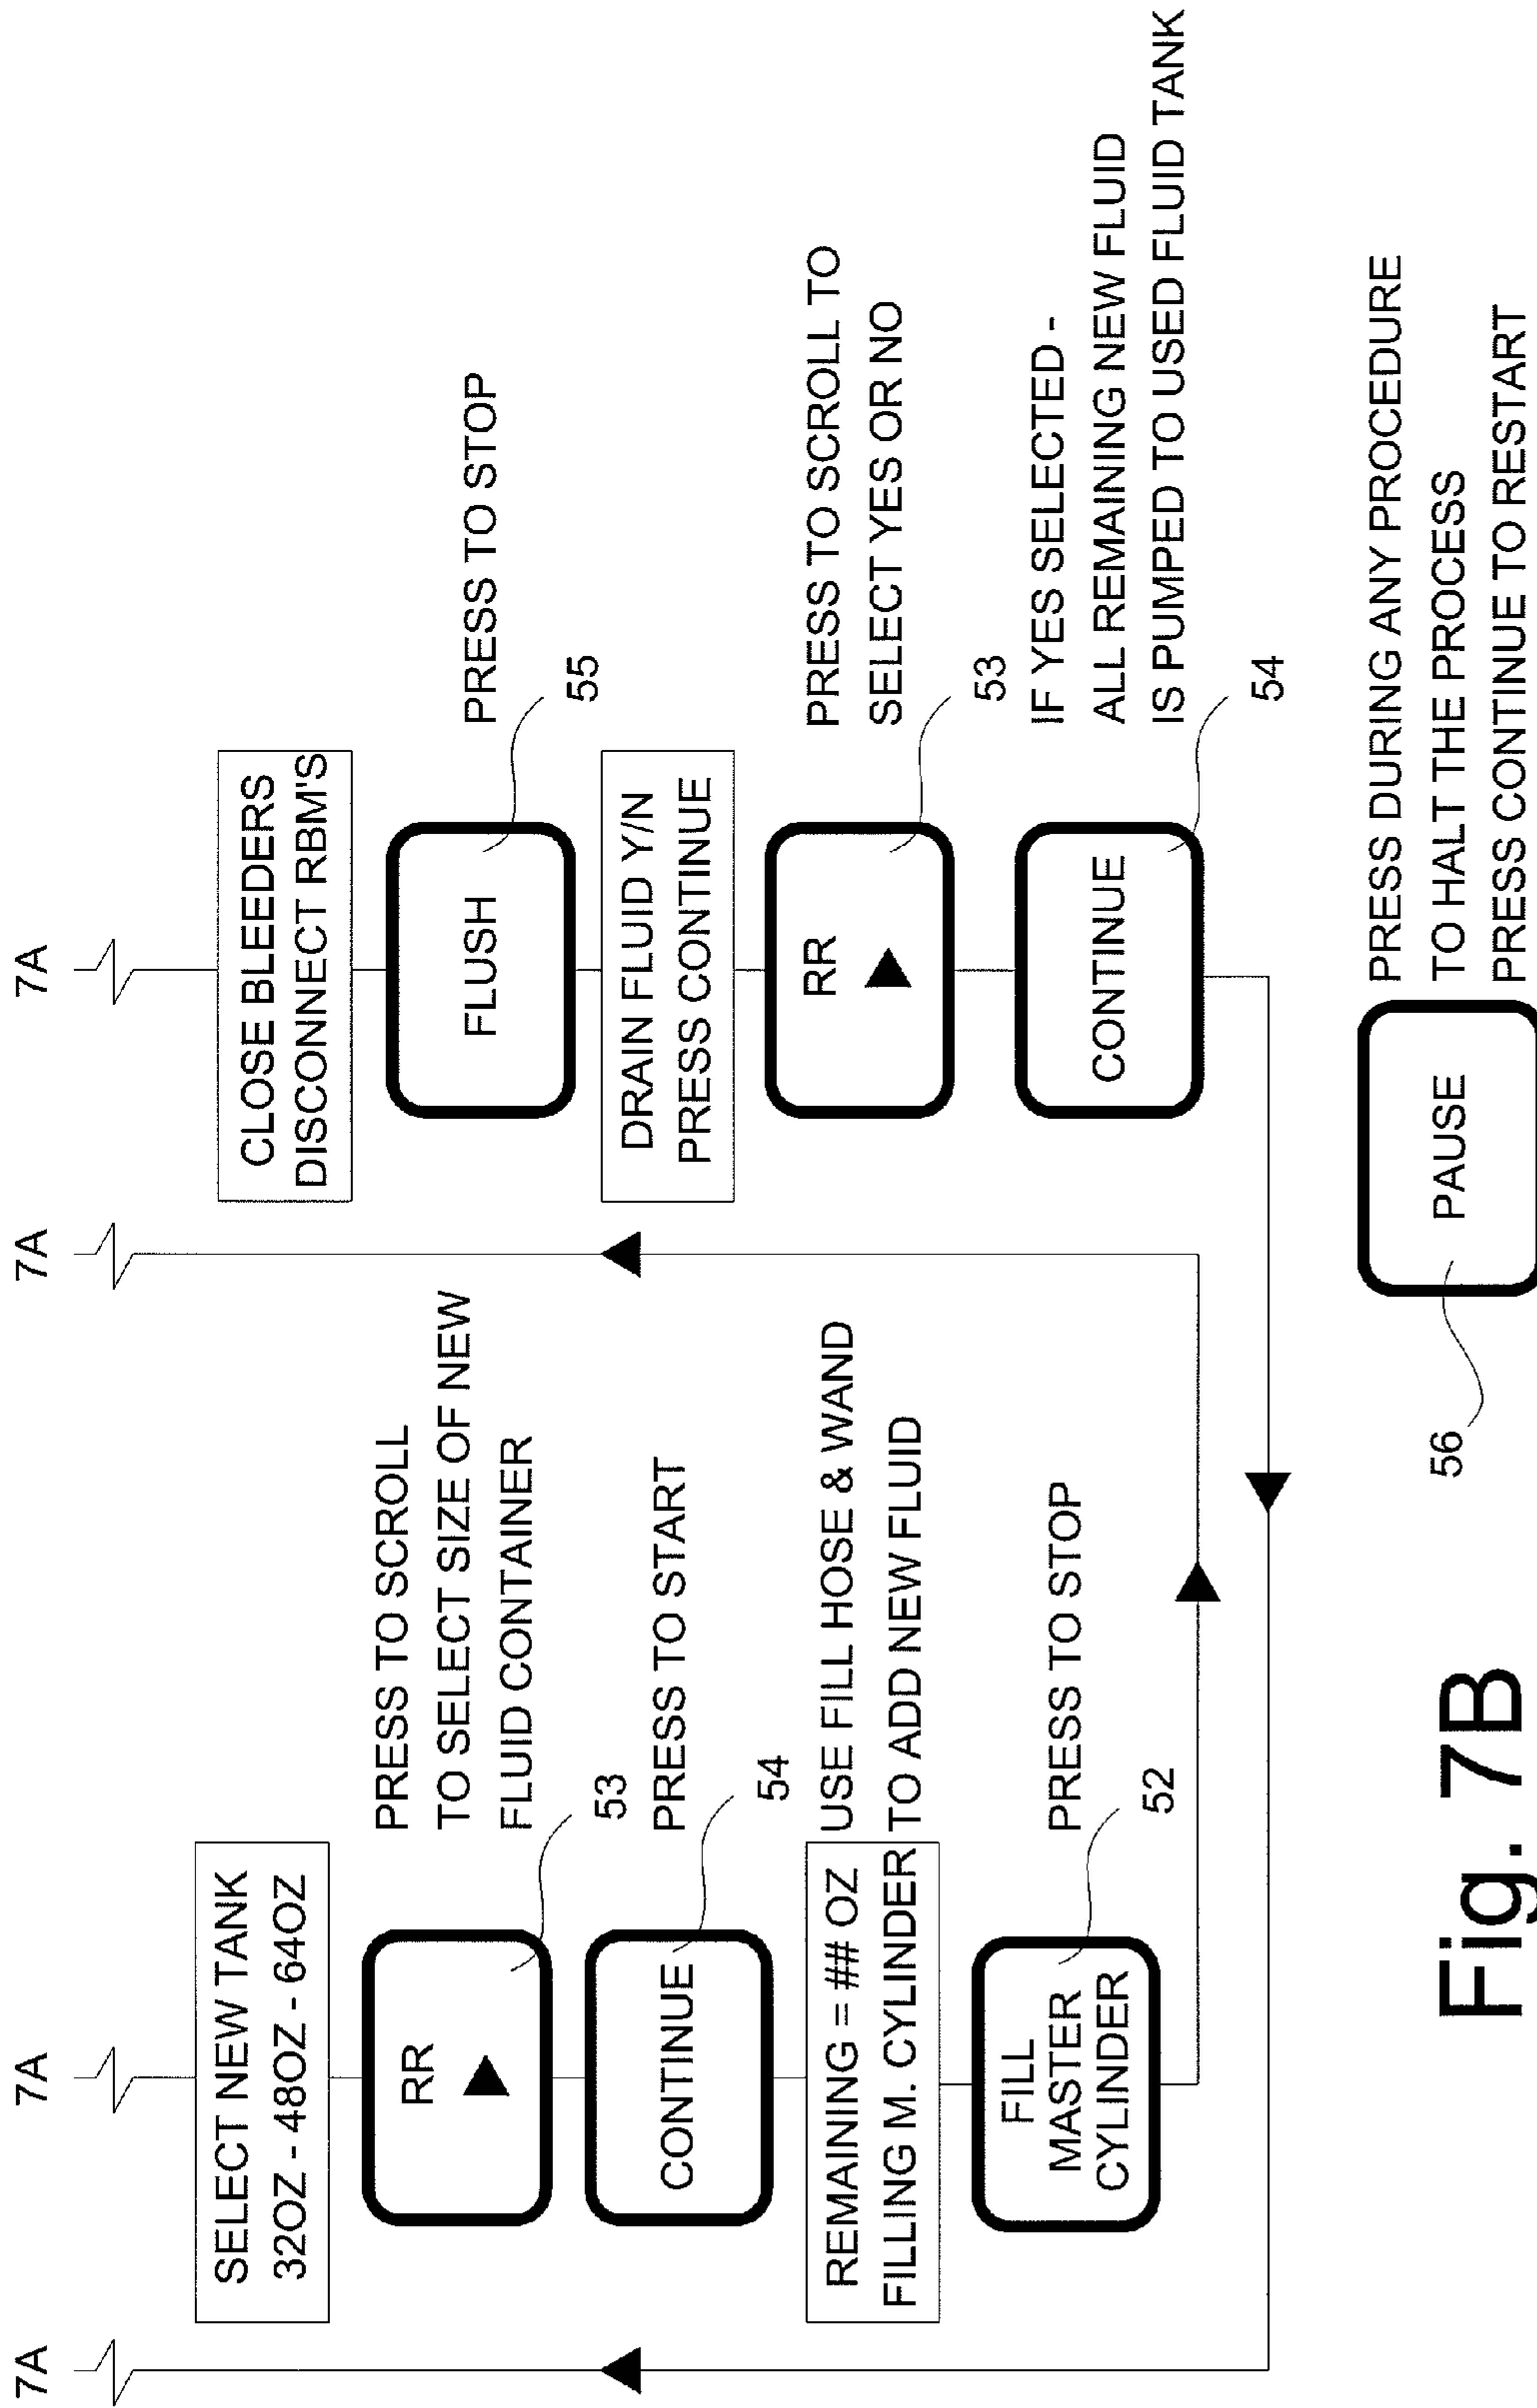 7A
7A
7A
7A
SELECT NEW TANK
32OZ - 48OZ - 64OZ
RR
PRESS TO SCROLL
TO SELECT SIZE OF NEW
FLUID CONTAINER
53
CONTINUE
PRESS TO START
54
REMAINING = ## OZ
FILLING M. CYLINDER
USE FILL HOSE & WAND
TO ADD NEW FLUID
FILL
MASTER
CYLINDER
PRESS TO STOP
52
CLOSE BLEEDERS
DISCONNECT RBM'S
FLUSH
PRESS TO STOP
55
DRAIN FLUID Y/N
PRESS CONTINUE
RR
PRESS TO SCROLL TO
SELECT YES OR NO
53
CONTINUE
IF YES SELECTED -
ALL REMAINING NEW FLUID
IS PUMPED TO USED FLUID TANK
54
56
PAUSE
PRESS DURING ANY PROCEDURE
TO HALT THE PROCESS
PRESS CONTINUE TO RESTART
Fig. 7B